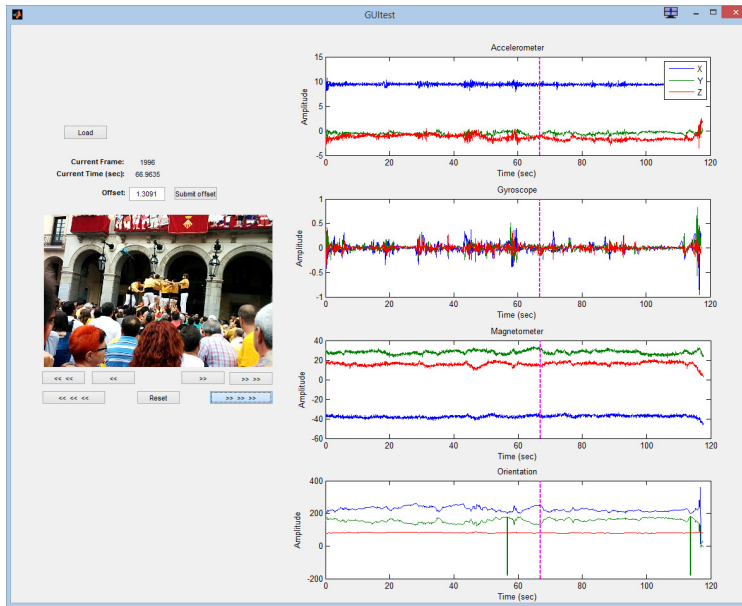 GUItest
Load
Current Frame: 1996
Current Time (sec): 66.9635
Offset: 1.3091 Submit offset
<< << << >> >> >>
<< << << Reset >> >> >>
Accelerometer
Amplitude
15
10
5
0
-5
X
Y
Z
0 20 40 60 80 100 120
Time (sec)
Gyroscope
Amplitude
1
0.5
0
-0.5
-1
0 20 40 60 80 100 120
Time (sec)
Magnetometer
Amplitude
40
20
0
-20
-40
-60
0 20 40 60 80 100 120
Time (sec)
Orientation
Amplitude
400
200
0
-200
0 20 40 60 80 100 120
Time (sec)